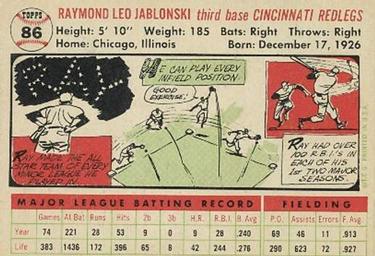 TOPPS
86
RAYMOND LEO JABLONSKI third base CINCINNATI REDLEGS
Height: 5' 10" Weight: 185 Bats: Right Throws: Right
Home: Chicago, Illinois Born: December 17, 1926
HE CAN PLAY EVERY
INFIELD POSITION.
GOOD
EXERCISE!
RAY MADE THE ALL
STAR TEAM OF EVERY
MINOR LEAGUE HE
PLAYED IN.
RAY HAD OVER
100 R.B.I.'S IN
EACH OF HIS
1ST TWO MAJOR
SEASONS.
MAJOR LEAGUE BATTING RECORD FIELDING
Games At Bat Runs Hits 2b 3b H.R. R.B.I. B. Avg P.O. Assists Errors F. Avg.
Year 74 221 28 53 9 0 9 28 .240 69 46 11 .913
Life 383 1436 172 396 65 8 42 264 .276 290 623 72 .927